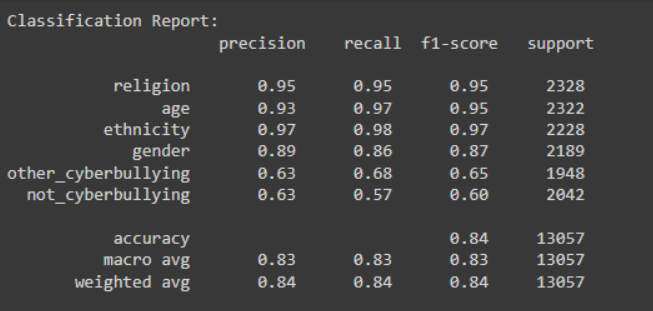 Classification Report:
precision recall f1-score support
religion 0.95 0.95 0.95 2328
age 0.93 0.97 0.95 2322
ethnicity 0.97 0.98 0.97 2228
gender 0.89 0.86 0.87 2189
other_cyberbullying 0.63 0.68 0.65 1948
not_cyberbullying 0.63 0.57 0.60 2042
accuracy 0.84 13057
macro avg 0.83 0.83 0.83 13057
weighted avg 0.84 0.84 0.84 13057